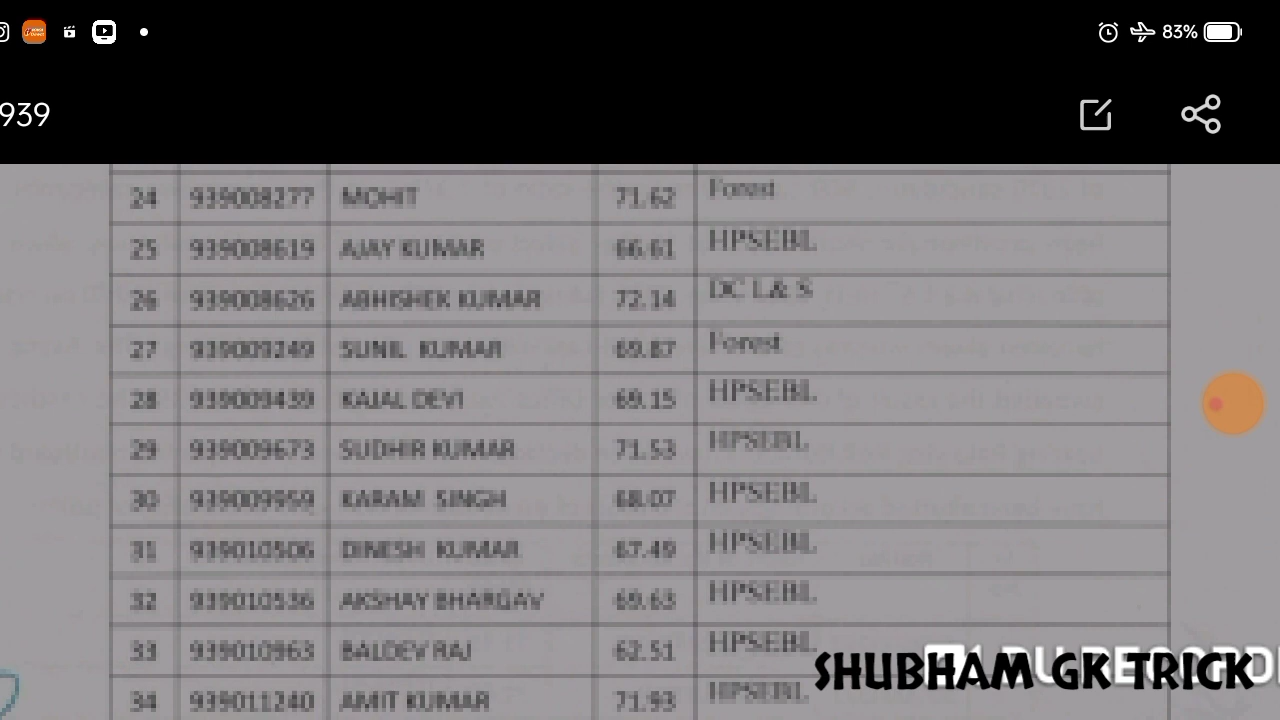 83%
939
24 939008277 MOHIT 71.62 Forest
25 939008619 AJAY KUMAR 66.61 HPSEBL
26 939008626 ABHISHEK KUMAR 72.14 DC L& S
27 939009249 SUNIL KUMAR 69.87 Forest
28 939009439 KAJAL DEVI 69.15 HPSEBL
29 939009673 SUDHIR KUMAR 71.53 HPSEBL
30 939009959 KARAM SINGH 68.07 HPSEBL
31 939010506 DINESH KUMAR 67.49 HPSEBL
32 939010536 AKSHAY BHARGAV 69.63 HPSEBL
33 939010963 BALDEV RAJ 62.51 HPSEBL
34 939011240 AMIT KUMAR 71.93 HPSEBL
SHUBHAM GK TRICK